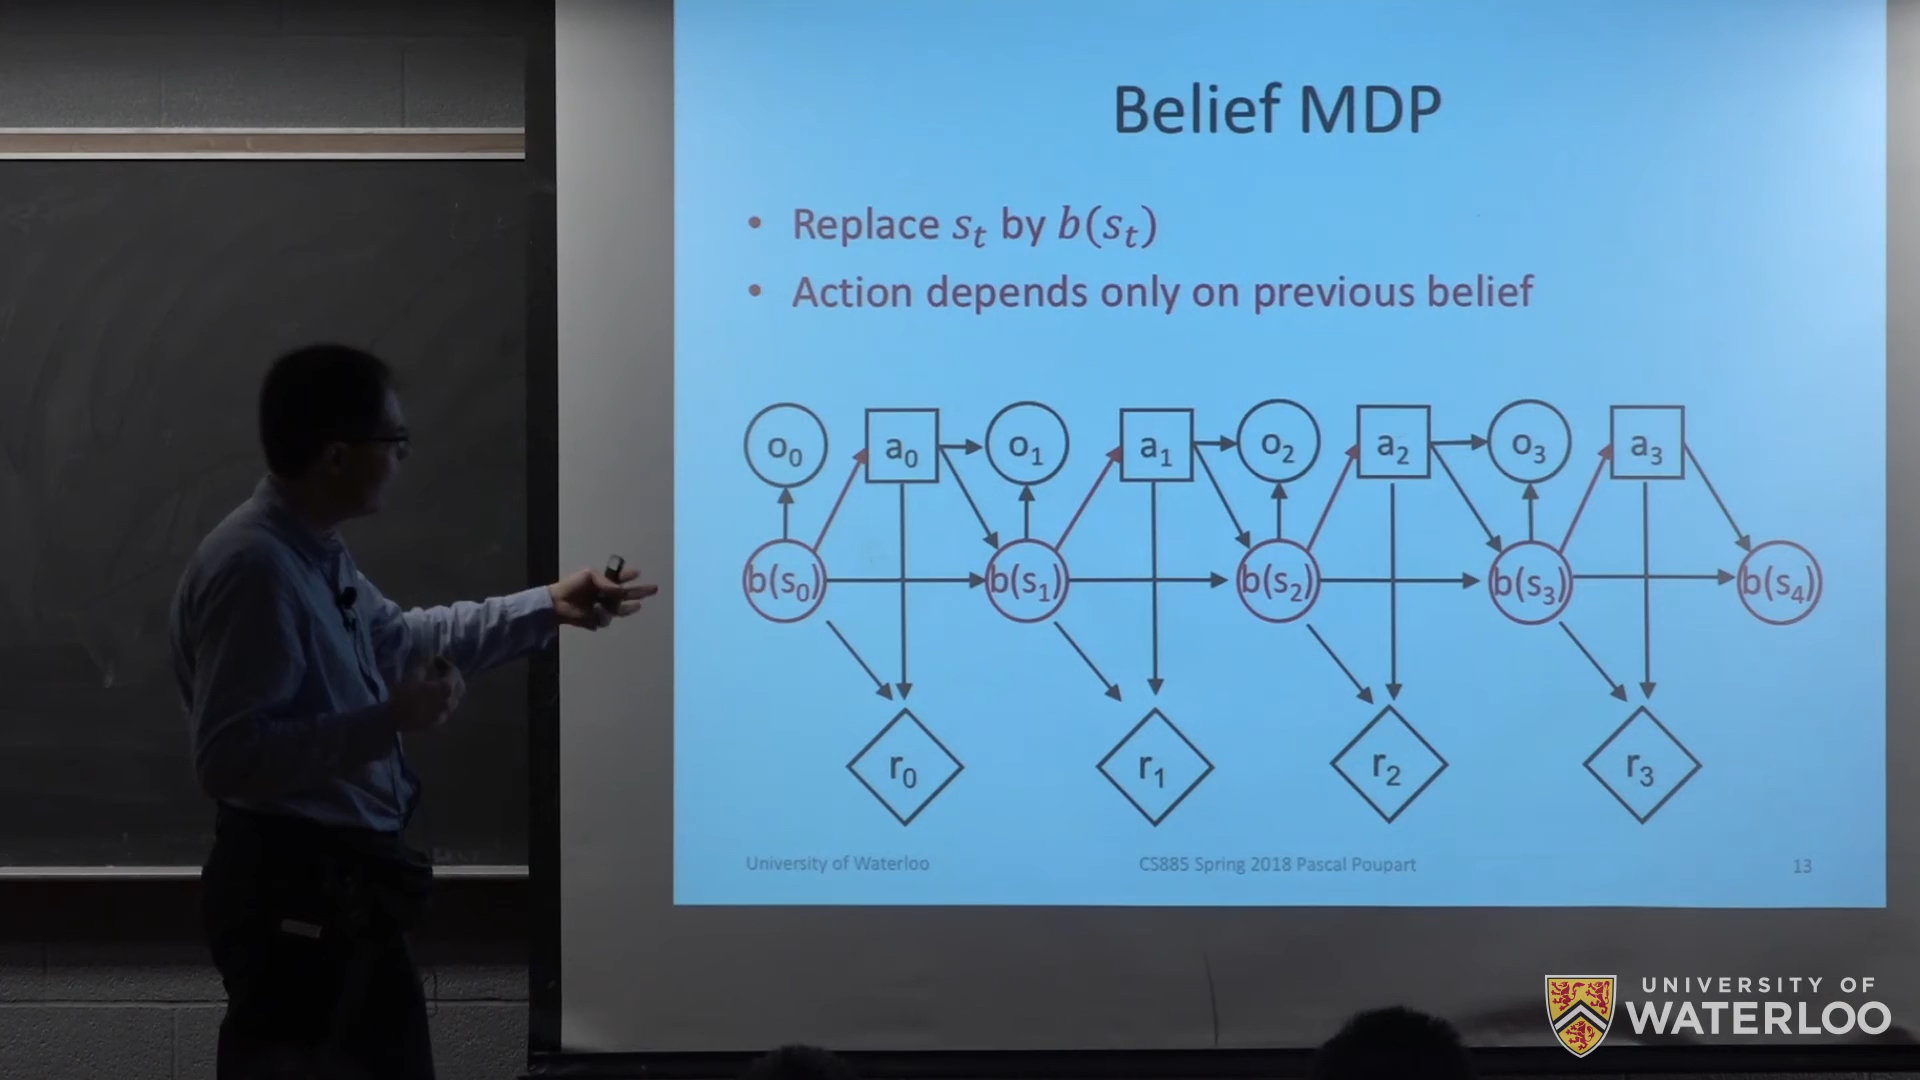 Belief MDP
• Replace sₜ by b(sₜ)
• Action depends only on previous belief
o₀ a₀ o₁ a₁ o₂ a₂ o₃ a₃
b(s₀) b(s₁) b(s₂) b(s₃) b(s₄)
r₀ r₁ r₂ r₃
University of Waterloo CS885 Spring 2018 Pascal Poupart 13
UNIVERSITY OF
WATERLOO